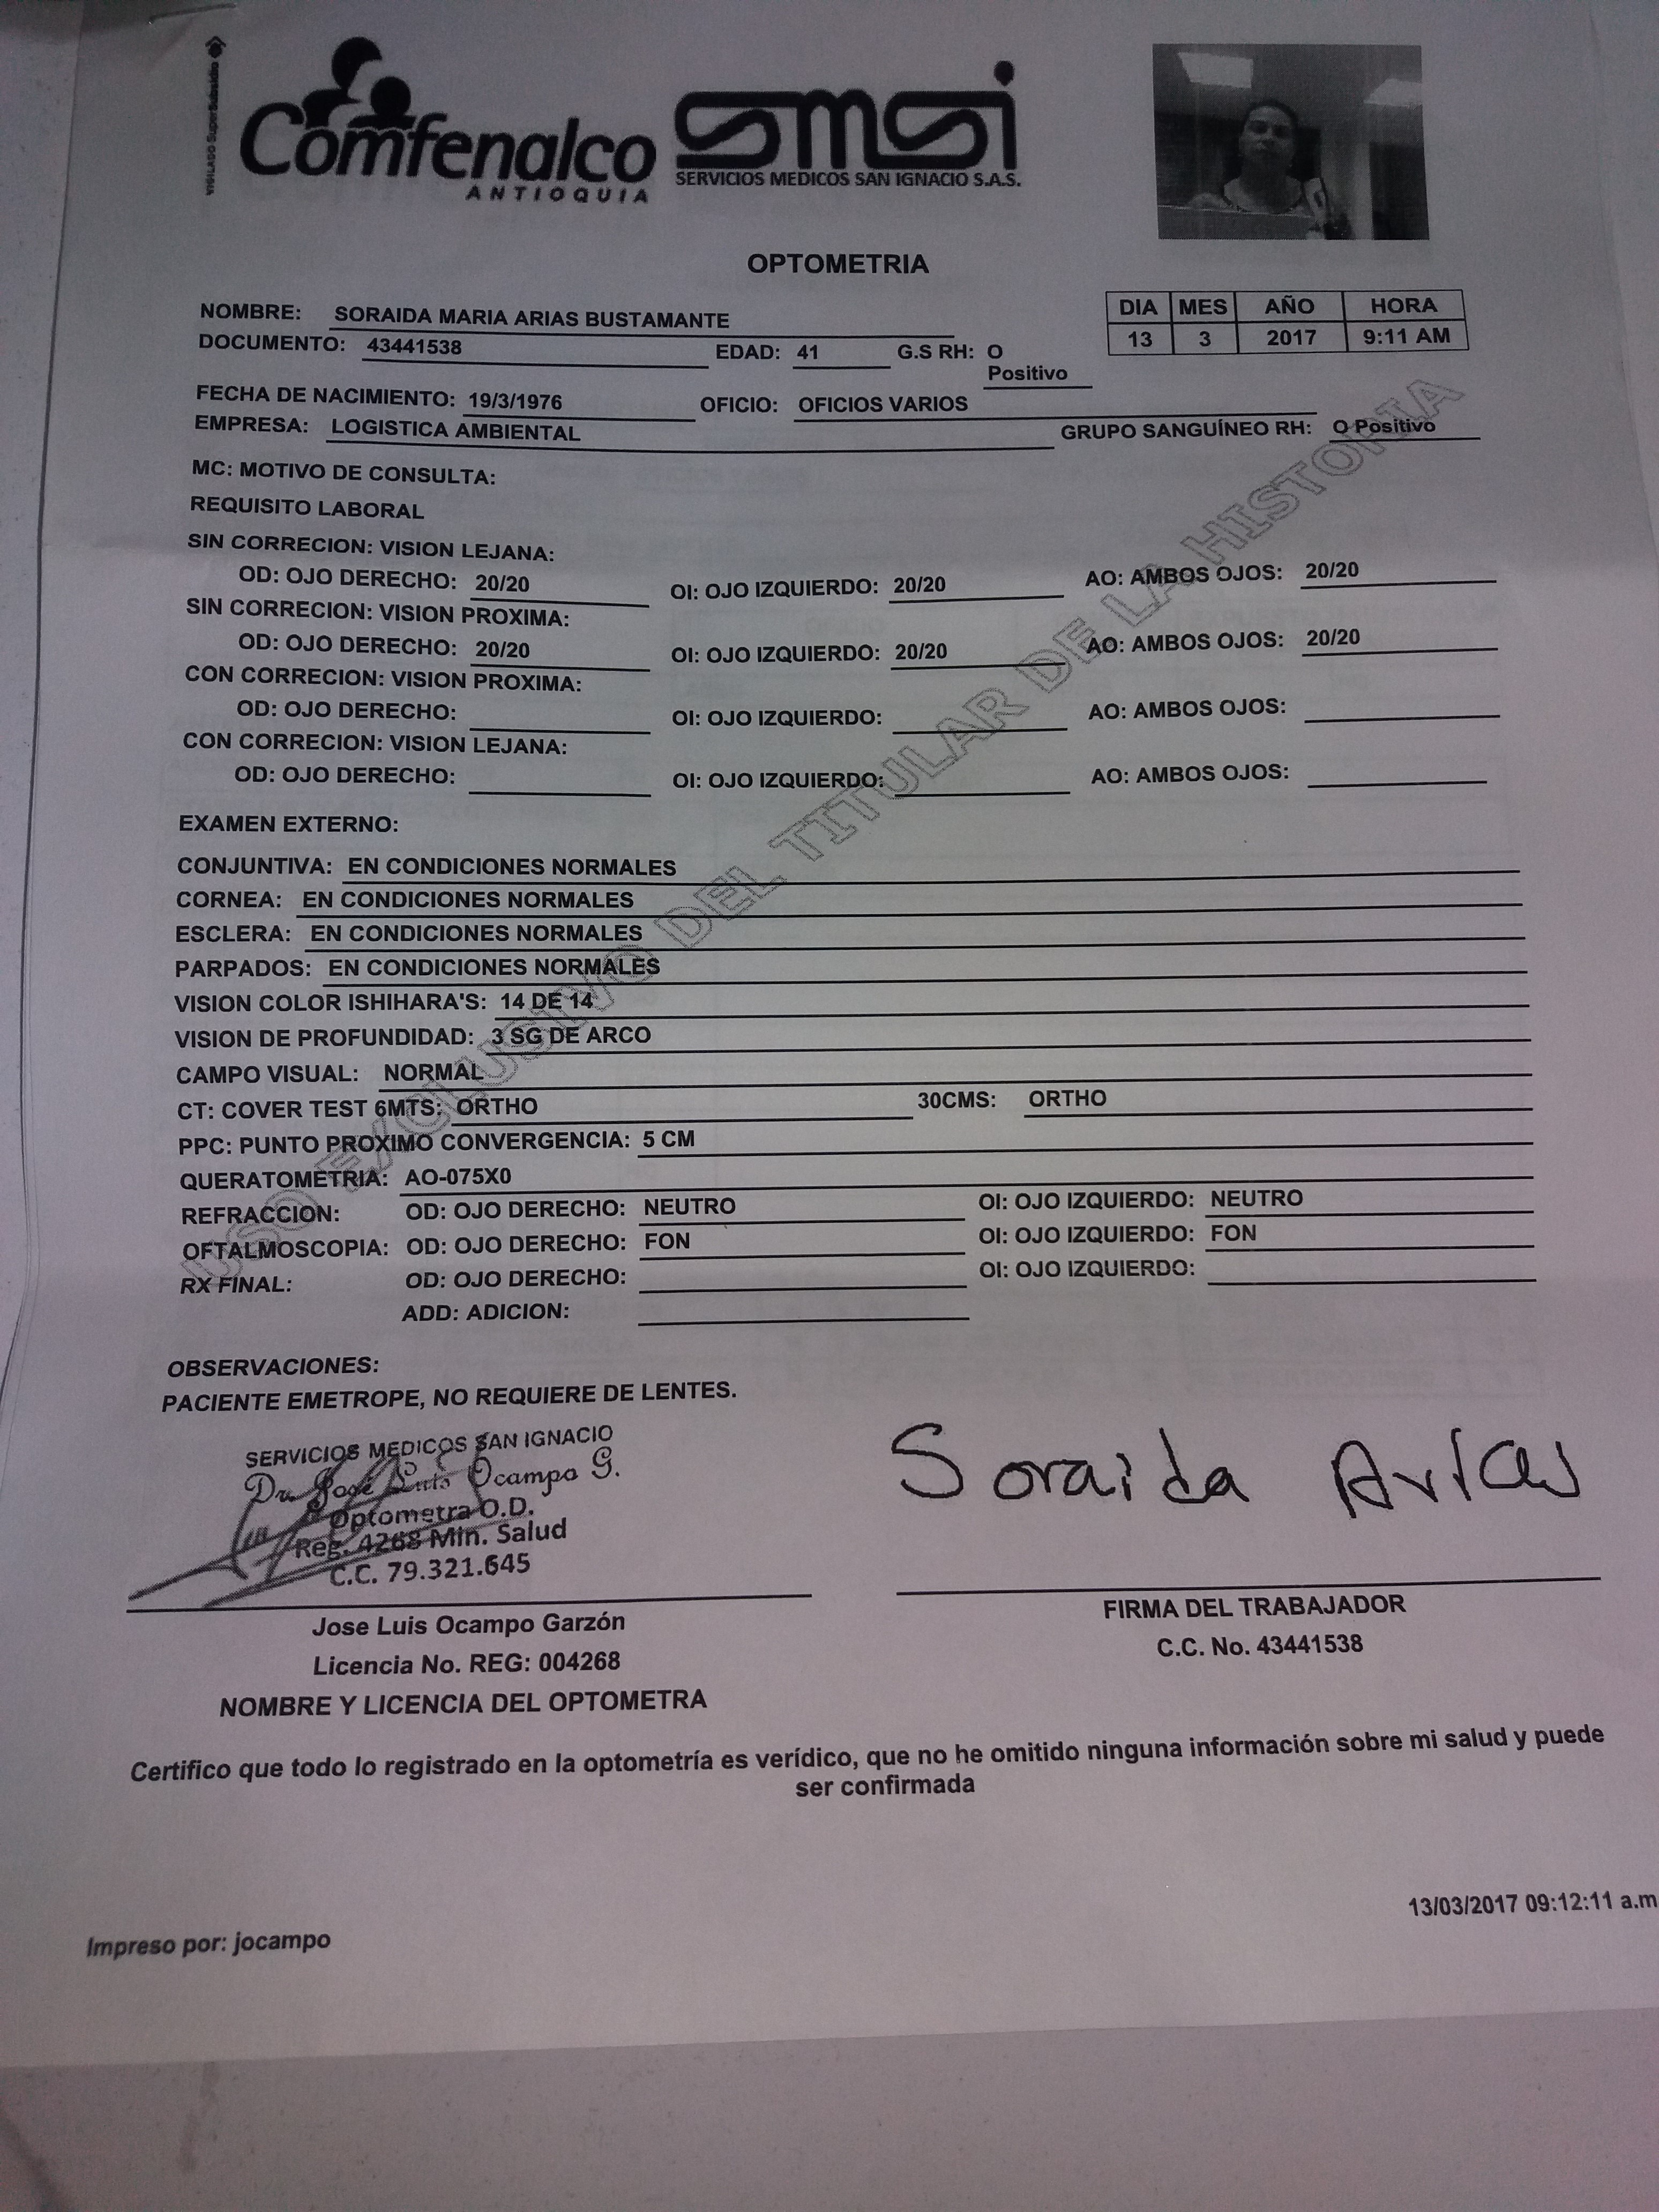 VIGILADO SuperSubsidio
Comfenalco
ANTIOQUIA
smsi
SERVICIOS MEDICOS SAN IGNACIO S.A.S.
OPTOMETRIA
NOMBRE: SORAIDA MARIA ARIAS BUSTAMANTE
DIA MES AÑO HORA
13 3 2017 9:11 AM
DOCUMENTO: 43441538 EDAD: 41 G.S RH: O
Positivo
FECHA DE NACIMIENTO: 19/3/1976 OFICIO: OFICIOS VARIOS
EMPRESA: LOGISTICA AMBIENTAL GRUPO SANGUÍNEO RH: O Positivo
MC: MOTIVO DE CONSULTA:
REQUISITO LABORAL
SIN CORRECION: VISION LEJANA:
OD: OJO DERECHO: 20/20 OI: OJO IZQUIERDO: 20/20 AO: AMBOS OJOS: 20/20
SIN CORRECION: VISION PROXIMA:
OD: OJO DERECHO: 20/20 OI: OJO IZQUIERDO: 20/20 AO: AMBOS OJOS: 20/20
CON CORRECION: VISION PROXIMA:
OD: OJO DERECHO: OI: OJO IZQUIERDO: AO: AMBOS OJOS:
CON CORRECION: VISION LEJANA:
OD: OJO DERECHO: OI: OJO IZQUIERDO: AO: AMBOS OJOS:
EXAMEN EXTERNO:
CONJUNTIVA: EN CONDICIONES NORMALES
CORNEA: EN CONDICIONES NORMALES
ESCLERA: EN CONDICIONES NORMALES
PARPADOS: EN CONDICIONES NORMALES
VISION COLOR ISHIHARA'S: 14 DE 14
VISION DE PROFUNDIDAD: 3 SG DE ARCO
CAMPO VISUAL: NORMAL
CT: COVER TEST 6MTS: ORTHO 30CMS: ORTHO
PPC: PUNTO PROXIMO CONVERGENCIA: 5 CM
QUERATOMETRIA: AO-075X0
REFRACCION: OD: OJO DERECHO: NEUTRO OI: OJO IZQUIERDO: NEUTRO
OFTALMOSCOPIA: OD: OJO DERECHO: FON OI: OJO IZQUIERDO: FON
RX FINAL: OD: OJO DERECHO: OI: OJO IZQUIERDO:
ADD: ADICION:
USO EXCLUSIVO DEL TITULAR DE LA HISTORIA
OBSERVACIONES:
PACIENTE EMETROPE, NO REQUIERE DE LENTES.
SERVICIOS MEDICOS SAN IGNACIO
Dr. José Luis Ocampo G.
Optometra O.D.
Reg. 4268 Min. Salud
C.C. 79.321.645
Soraida Arias
Jose Luis Ocampo Garzón
Licencia No. REG: 004268
NOMBRE Y LICENCIA DEL OPTOMETRA
FIRMA DEL TRABAJADOR
C.C. No. 43441538
Certifico que todo lo registrado en la optometría es verídico, que no he omitido ninguna información sobre mi salud y puede
ser confirmada
13/03/2017 09:12:11 a.m
Impreso por: jocampo